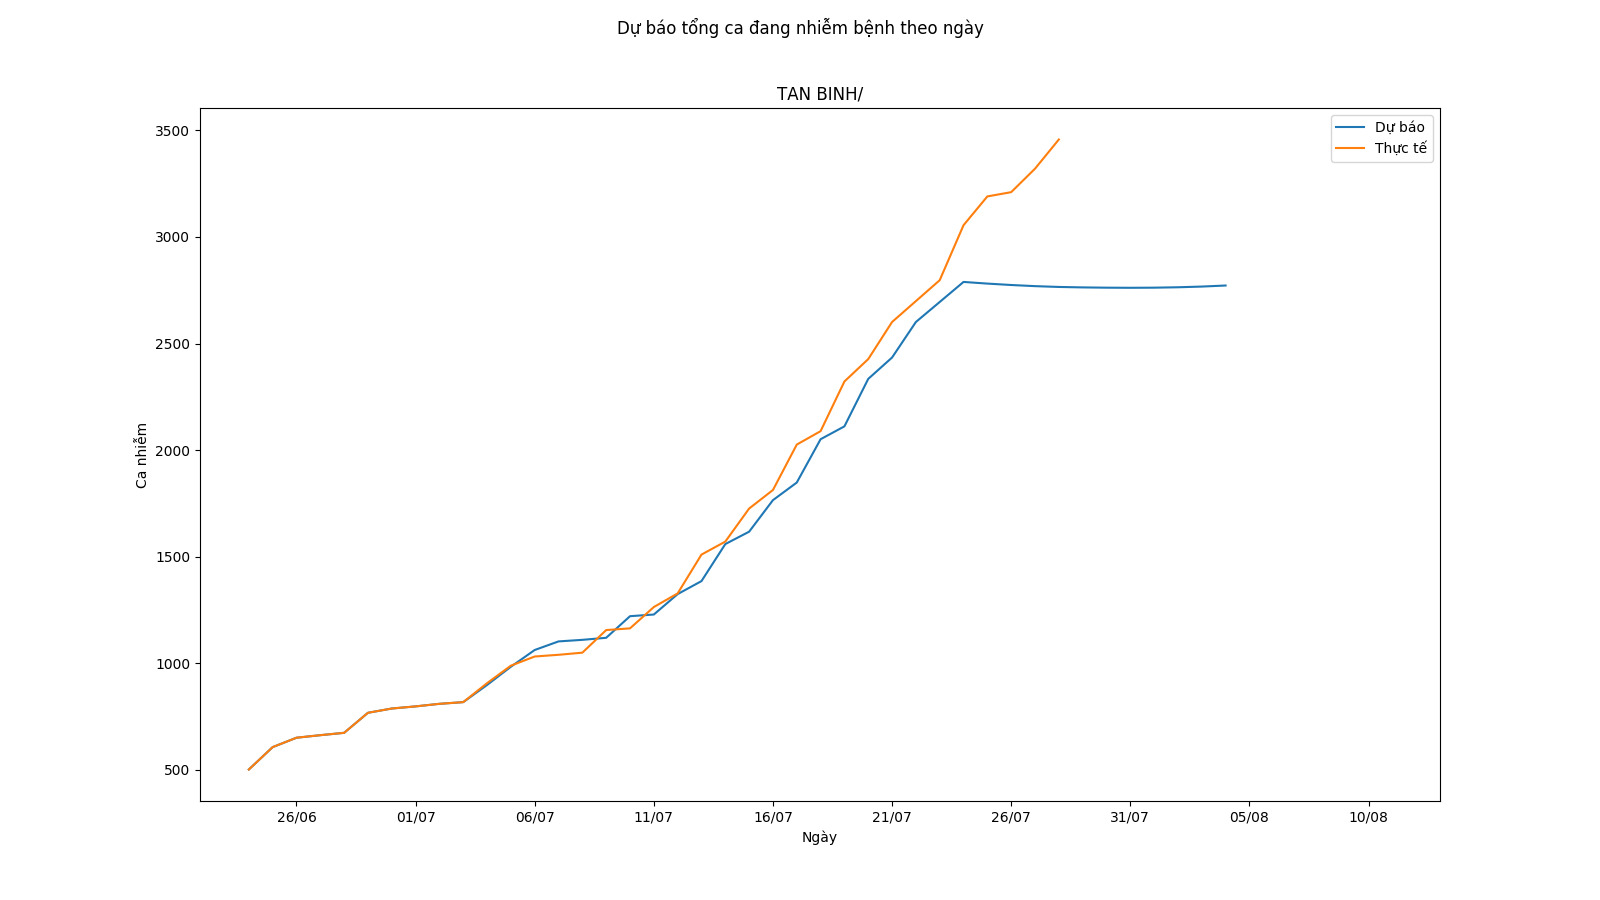 Dự báo tổng ca đang nhiễm bệnh theo ngày
TAN BINH/
Dự báo
Thực tế
3500
3000
2500
2000
1500
1000
500
Ca nhiễm
26/06 01/07 06/07 11/07 16/07 21/07 26/07 31/07 05/08 10/08
Ngày